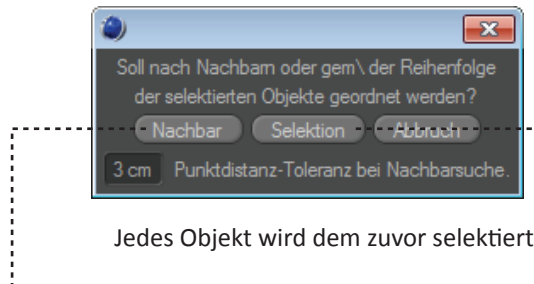 Soll nach Nachbarn oder gem\ der Reihenfolge
der selektierten Objekte geordnet werden?
Nachbar Selektion Abbruch
3 cm Punktdistanz-Toleranz bei Nachbarsuche.
Jedes Objekt wird dem zuvor selektiert